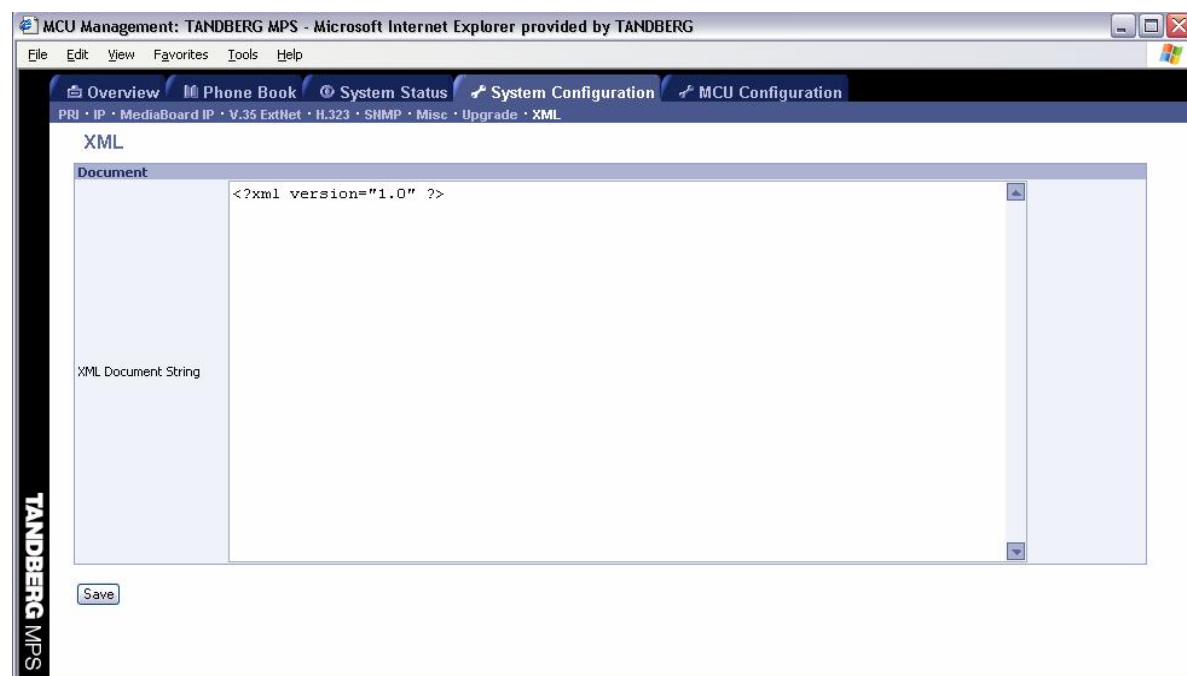 MCU Management: TANDBERG MPS - Microsoft Internet Explorer provided by TANDBERG
File Edit View Favorites Tools Help
Overview Phone Book System Status System Configuration MCU Configuration
PRI · IP · MediaBoard IP · V.35 ExtNet · H.323 · SNMP · Misc · Upgrade · XML
XML
Document
<?xml version="1.0" ?>
XML Document String
Save
TANDBERG MPS